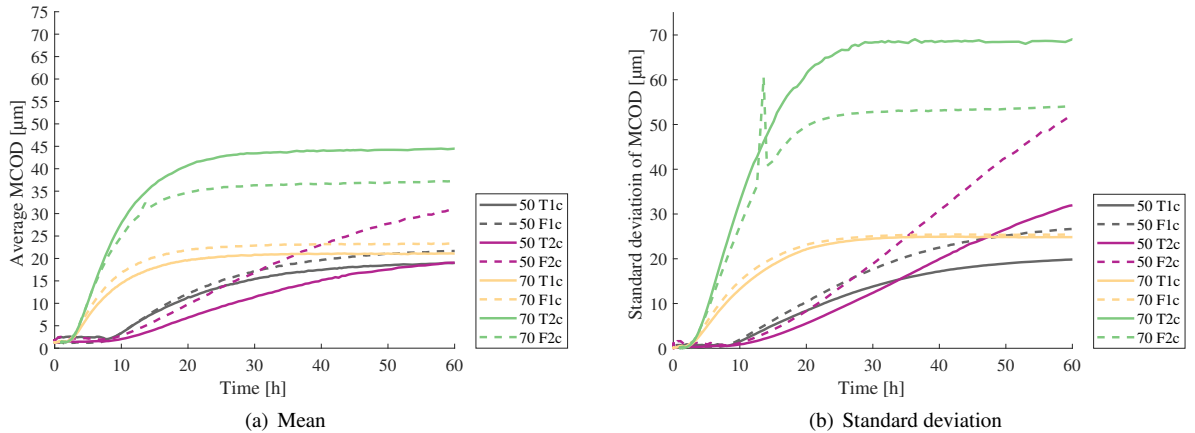 75
70
65
60
55
50
45
40
35
30
25
20
15
10
5
0
Average MCOD [µm]
0 10 20 30 40 50 60
Time [h]
50 T1c
50 F1c
50 T2c
50 F2c
70 T1c
70 F1c
70 T2c
70 F2c
(a) Mean
70
60
50
40
30
20
10
0
Standard deviatioin of MCOD [µm]
0 10 20 30 40 50 60
Time [h]
50 T1c
50 F1c
50 T2c
50 F2c
70 T1c
70 F1c
70 T2c
70 F2c
(b) Standard deviation